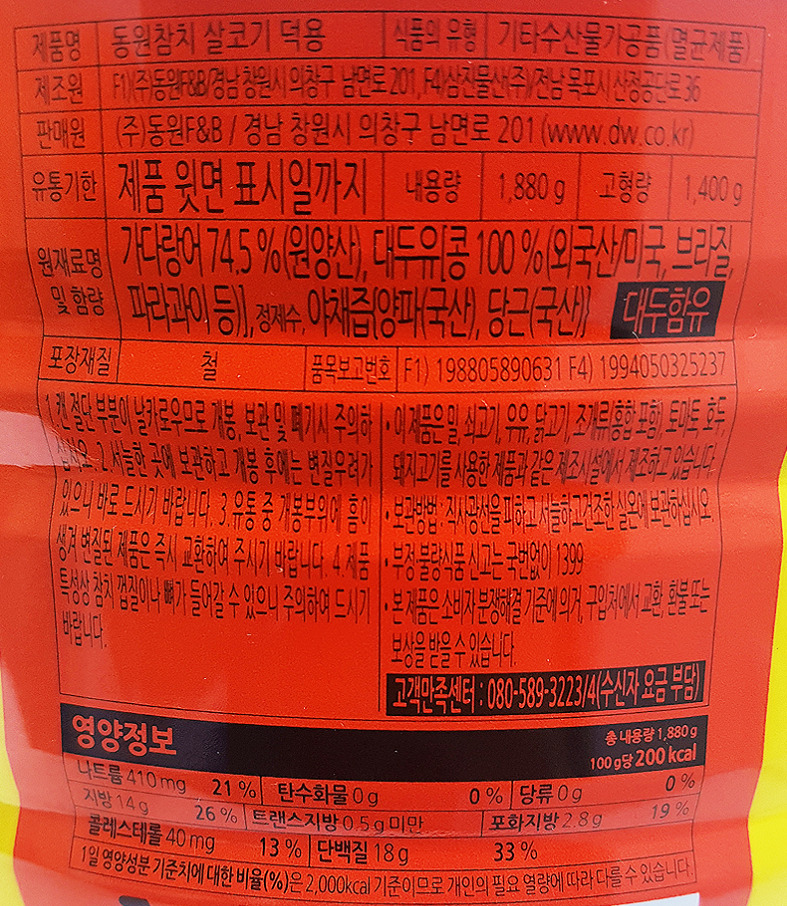 제품명 동원참치 살코기 덕용 식품의 유형 기타수산물가공품(멸균제품)
제조원 F1)(주)동원F&B/경남 창원시 의창구 남면로 201, F4)삼진물산(주)/전남 목포시 산정공단로 36
판매원 (주)동원F&B / 경남 창원시 의창구 남면로 201 (www.dw.co.kr)
유통기한 제품 윗면 표시일까지 내용량 1,880 g 고형량 1,400 g
원재료명 및 함량 가다랑어 74.5 %(원양산), 대두유[콩 100 %(외국산/미국, 브라질,
파라과이 등)], 정제수, 야채즙{양파(국산), 당근(국산)} 대두함유
포장재질 철 품목보고번호 F1) 198805890631 F4) 1994050325237
1. 캔 절단 부분이 날카로우므로 개봉, 보관 및 폐기시 주의하
십시오. 2. 서늘한 곳에 보관하고 개봉 후에는 변질우려가
있으니 바로 드시기 바랍니다. 3. 유통 중 개봉부위에 흠이
생겨 변질된 제품은 즉시 교환하여 주시기 바랍니다. 4. 제품
특성상 참치 껍질이나 뼈가 들어갈 수 있으니 주의하여 드시기
바랍니다.
• 이 제품은 밀, 쇠고기, 우유, 닭고기, 조개류(홍합 포함), 토마토, 호두,
돼지고기를 사용한 제품과 같은 제조시설에서 제조하고 있습니다.
• 보관방법 : 직사광선을 피하고 서늘하고 건조한 실온에 보관하십시오
• 부정·불량식품 신고는 국번없이 1399
• 본 제품은 소비자 분쟁해결 기준에 의거, 구입처에서 교환, 환불 또는
보상을 받을 수 있습니다.
고객만족센터 : 080-589-3223/4(수신자 요금 부담)
영양정보 총 내용량 1,880 g
100 g당 200 kcal
나트륨 410 mg 21 % 탄수화물 0 g 0 % 당류 0 g 0 %
지방 14 g 26 % 트랜스지방 0.5 g 미만 포화지방 2.8 g 19 %
콜레스테롤 40 mg 13 % 단백질 18 g 33 %
1일 영양성분 기준치에 대한 비율(%)은 2,000kcal 기준이므로 개인의 필요 열량에 따라 다를 수 있습니다.